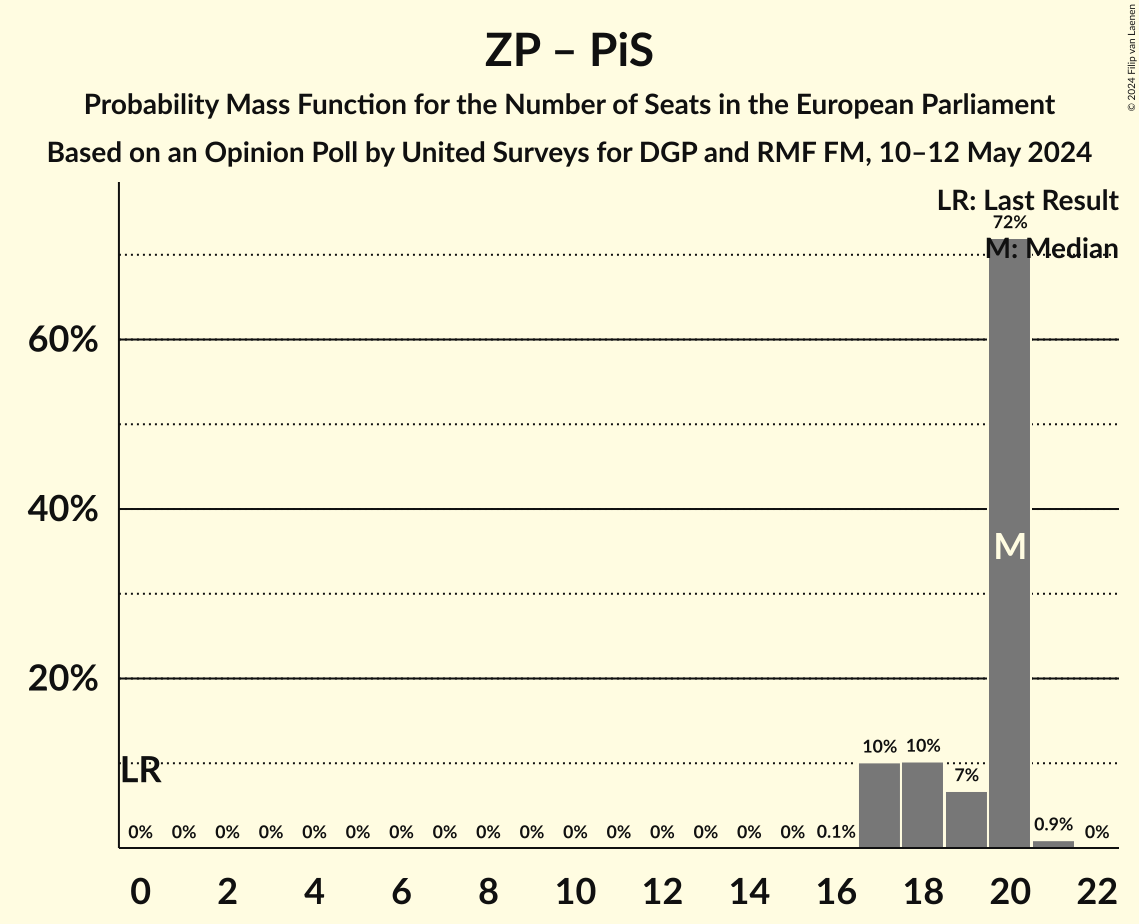 ZP – PiS
Probability Mass Function for the Number of Seats in the European Parliament
Based on an Opinion Poll by United Surveys for DGP and RMF FM, 10–12 May 2024
© 2024 Filip van Laenen
LR: Last Result
72%
M: Median
60%
40%
M
20%
LR
10% 10%
7%
0% 0% 0% 0% 0% 0% 0% 0% 0% 0% 0% 0% 0% 0% 0% 0% 0.1% 0.9% 0%
0 2 4 6 8 10 12 14 16 18 20 22